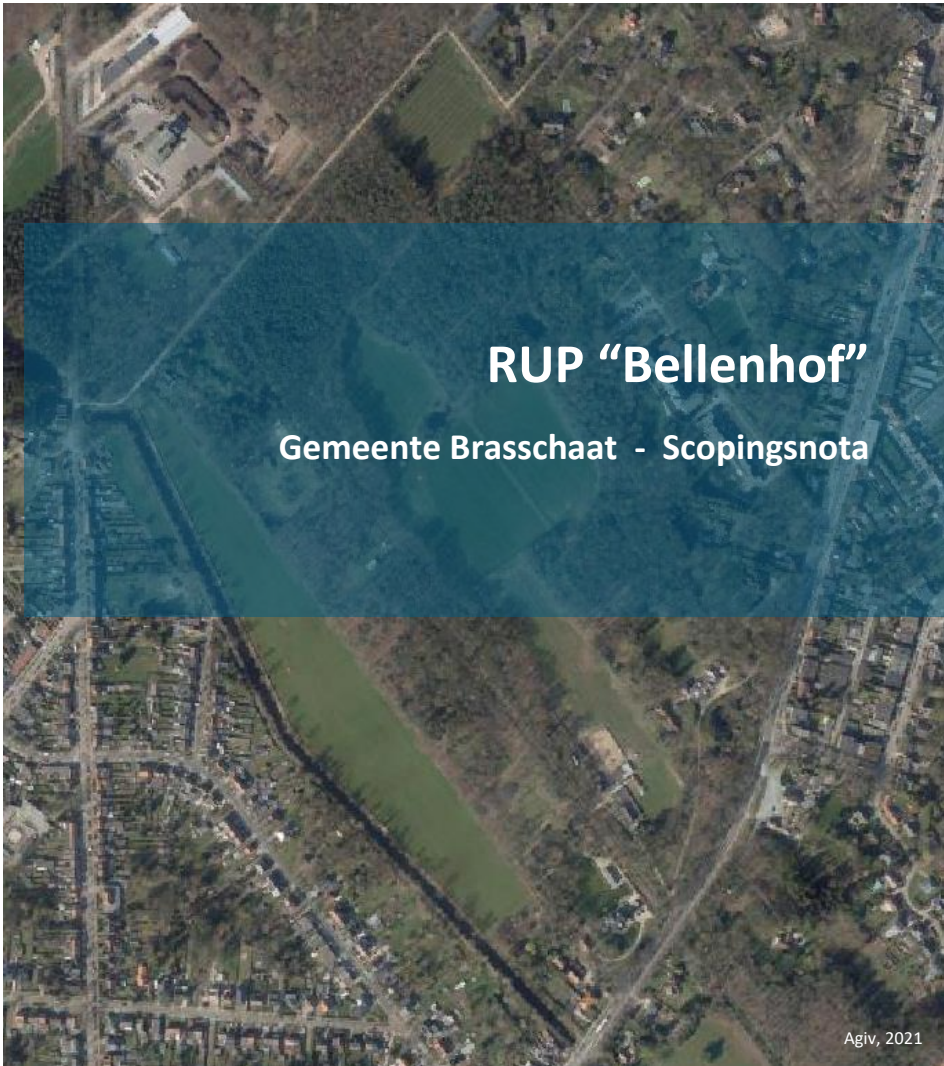 RUP “Bellenhof”
Gemeente Brasschaat - Scopingsnota
Agiv, 2021